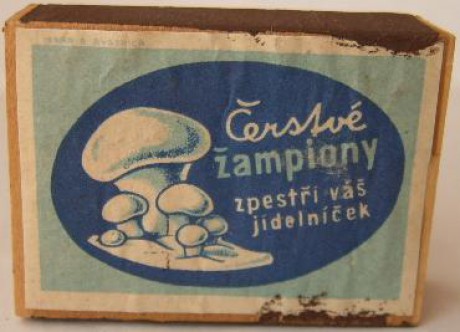 Čerstvé
žampiony
zpestří váš
jídelníček